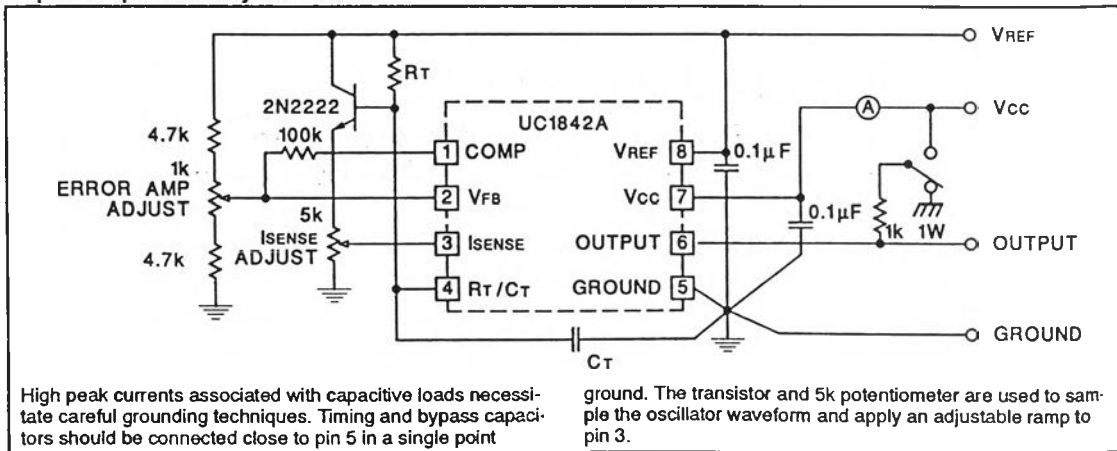 VREF
RT
2N2222
UC1842A
A
VCC
4.7k
100k
1 COMP
VREF 8
0.1µF
1k
ERROR AMP
ADJUST
2 VFB
VCC 7
0.1µF
5k
ISENSE
ADJUST
3 ISENSE
OUTPUT 6
1k 1W
OUTPUT
4.7k
4 RT/CT
GROUND 5
GROUND
CT
High peak currents associated with capacitive loads necessi-
tate careful grounding techniques. Timing and bypass capaci-
tors should be connected close to pin 5 in a single point
ground. The transistor and 5k potentiometer are used to sam-
ple the oscillator waveform and apply an adjustable ramp to
pin 3.